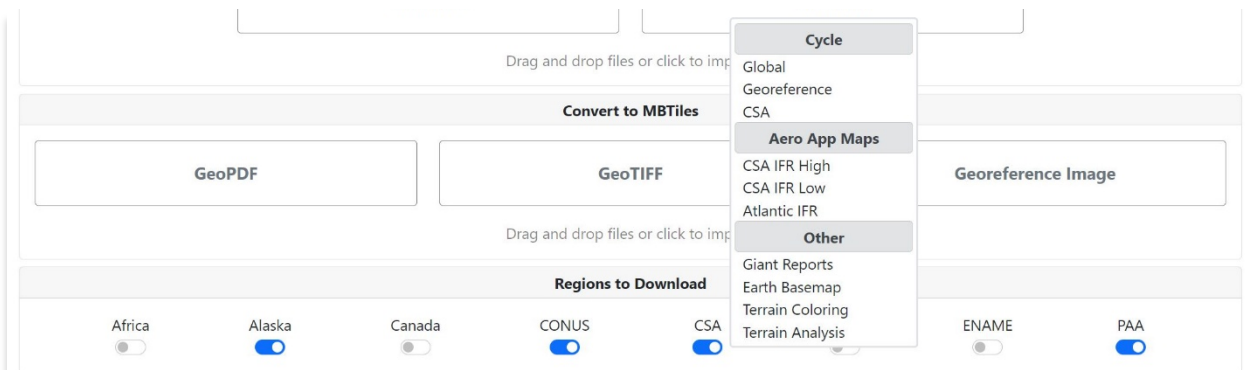 Drag and drop files or click to imp
Convert to MBTiles
GeoPDF
GeoTIFF
Georeference Image
Drag and drop files or click to imp
Regions to Download
Africa
Alaska
Canada
CONUS
CSA
ENAME
PAA
Cycle
Global
Georeference
CSA
Aero App Maps
CSA IFR High
CSA IFR Low
Atlantic IFR
Other
Giant Reports
Earth Basemap
Terrain Coloring
Terrain Analysis